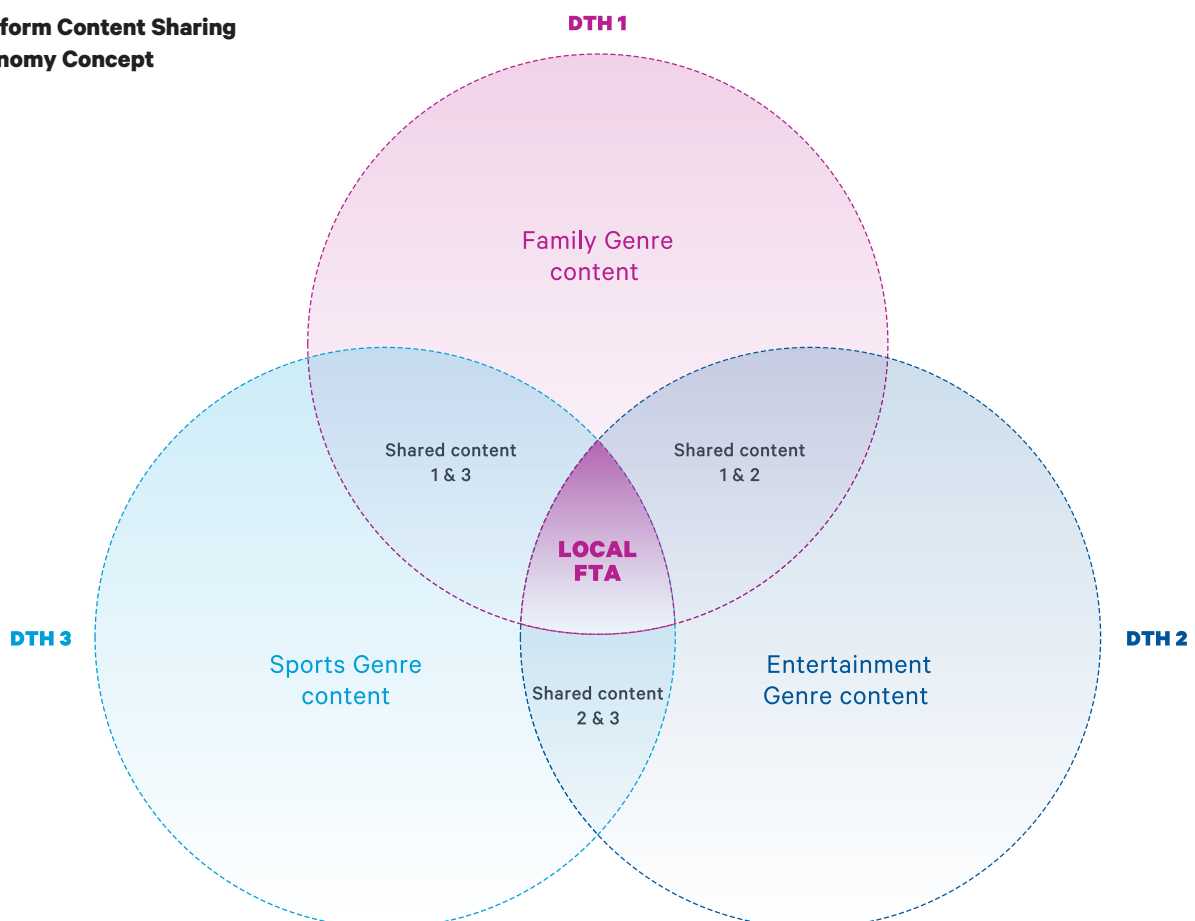 form Content Sharing
nomy Concept
DTH 1
Family Genre
content
Shared content
1 & 3
Shared content
1 & 2
LOCAL
FTA
DTH 3
DTH 2
Sports Genre
content
Entertainment
Genre content
Shared content
2 & 3